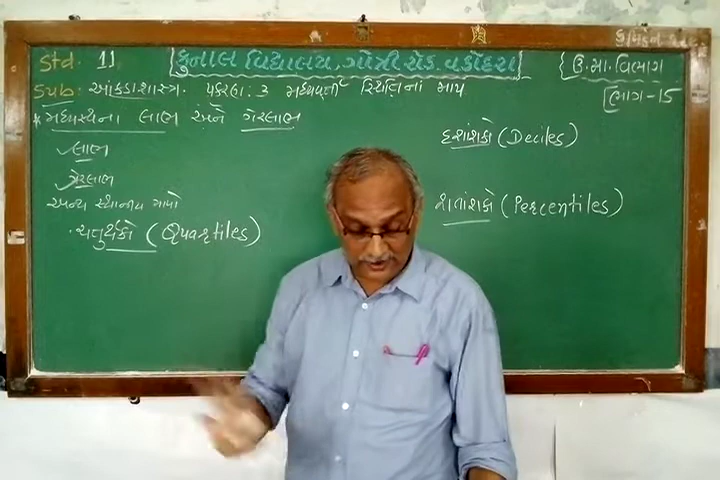 Std. 11
કુનાલ વિદ્યાલય, ગોત્રી રોડ, વડોદરા
ઉ.મા. વિભાગ
Sub: આંકડાશાસ્ત્ર. પ્રકરણ: ૩ મધ્યવર્તી સ્થિતિનાં માપ
ભાગ-15
* મધ્યસ્થના લાભ અને ગેરલાભ
લાભ
ગેરલાભ
અન્ય સ્થાનીય માપો
· ચતુર્થકો (Quartiles)
દશાંશકો (Deciles)
શતાંશકો (Percentiles)